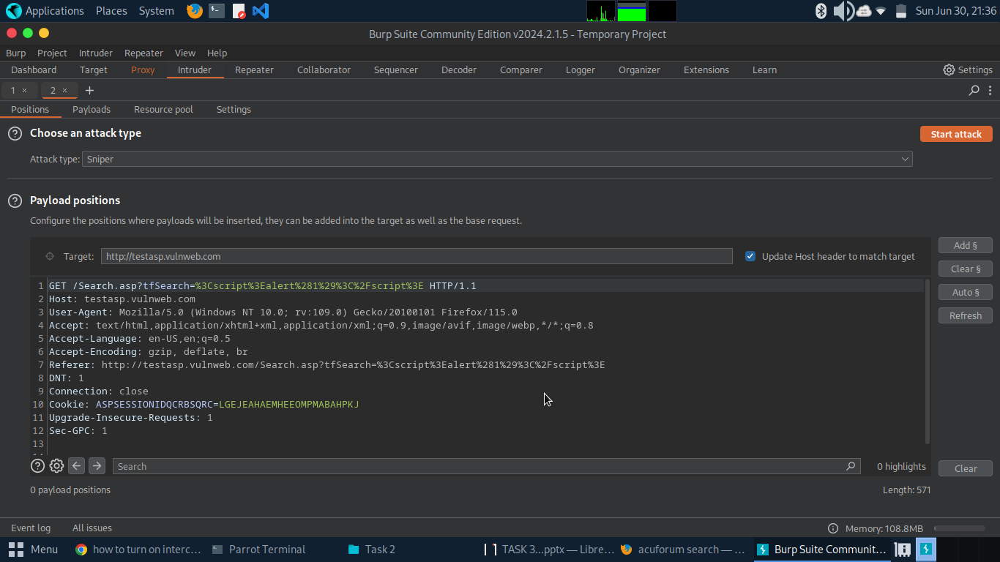 Applications Places System Sun Jun 30, 21:36
Burp Suite Community Edition v2024.2.1.5 - Temporary Project
Burp Project Intruder Repeater View Help
Dashboard Target Proxy Intruder Repeater Collaborator Sequencer Decoder Comparer Logger Organizer Extensions Learn Settings
1 × 2 × +
Positions Payloads Resource pool Settings
? Choose an attack type Start attack
Attack type: Sniper
? Payload positions
Configure the positions where payloads will be inserted, they can be added into the target as well as the base request.
Add §
Target: http://testasp.vulnweb.com Update Host header to match target
Clear §
Auto §
Refresh
1 GET /Search.asp?tfSearch=%3Cscript%3Ealert%281%29%3C%2Fscript%3E HTTP/1.1
2 Host: testasp.vulnweb.com
3 User-Agent: Mozilla/5.0 (Windows NT 10.0; rv:109.0) Gecko/20100101 Firefox/115.0
4 Accept: text/html,application/xhtml+xml,application/xml;q=0.9,image/avif,image/webp,*/*;q=0.8
5 Accept-Language: en-US,en;q=0.5
6 Accept-Encoding: gzip, deflate, br
7 Referer: http://testasp.vulnweb.com/Search.asp?tfSearch=%3Cscript%3Ealert%281%29%3C%2Fscript%3E
8 DNT: 1
9 Connection: close
10 Cookie: ASPSESSIONIDQCRBSQRC=LGEJEAHAEMHEEOMPMABAHPKJ
11 Upgrade-Insecure-Requests: 1
12 Sec-GPC: 1
13
? Search 0 highlights Clear
0 payload positions Length: 571
Event log All issues Memory: 108.8MB
Menu how to turn on interc... Parrot Terminal Task 2 TASK 3...pptx — Libre... acuforum search — ... Burp Suite Communit...